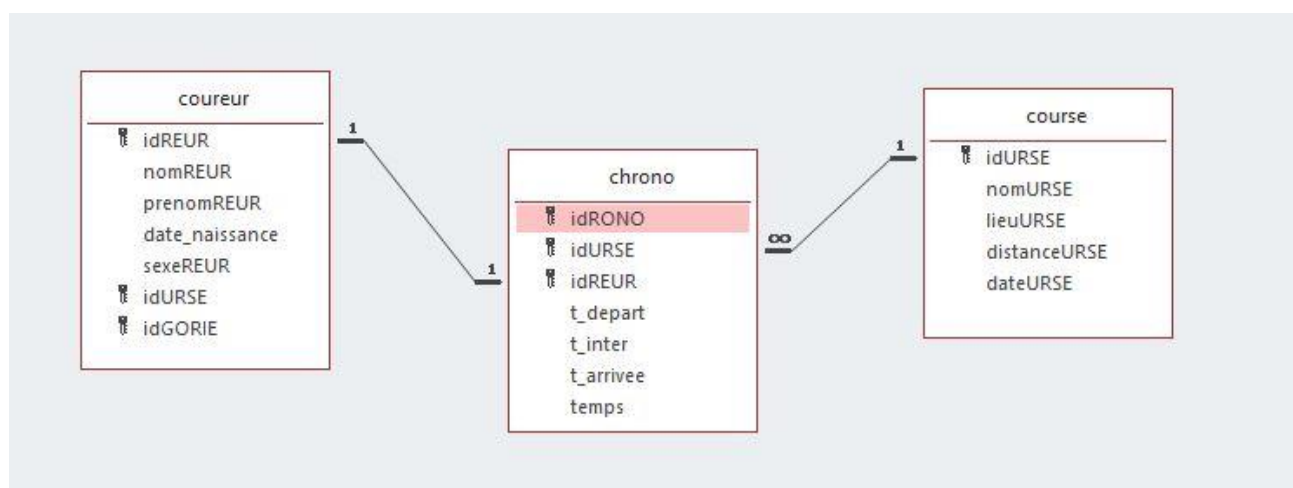 coureur
idREUR
nomREUR
prenomREUR
date_naissance
sexeREUR
idURSE
idGORIE
1
1
chrono
idRONO
idURSE
idREUR
t_depart
t_inter
t_arrivee
temps
∞
1
course
idURSE
nomURSE
lieuURSE
distanceURSE
dateURSE